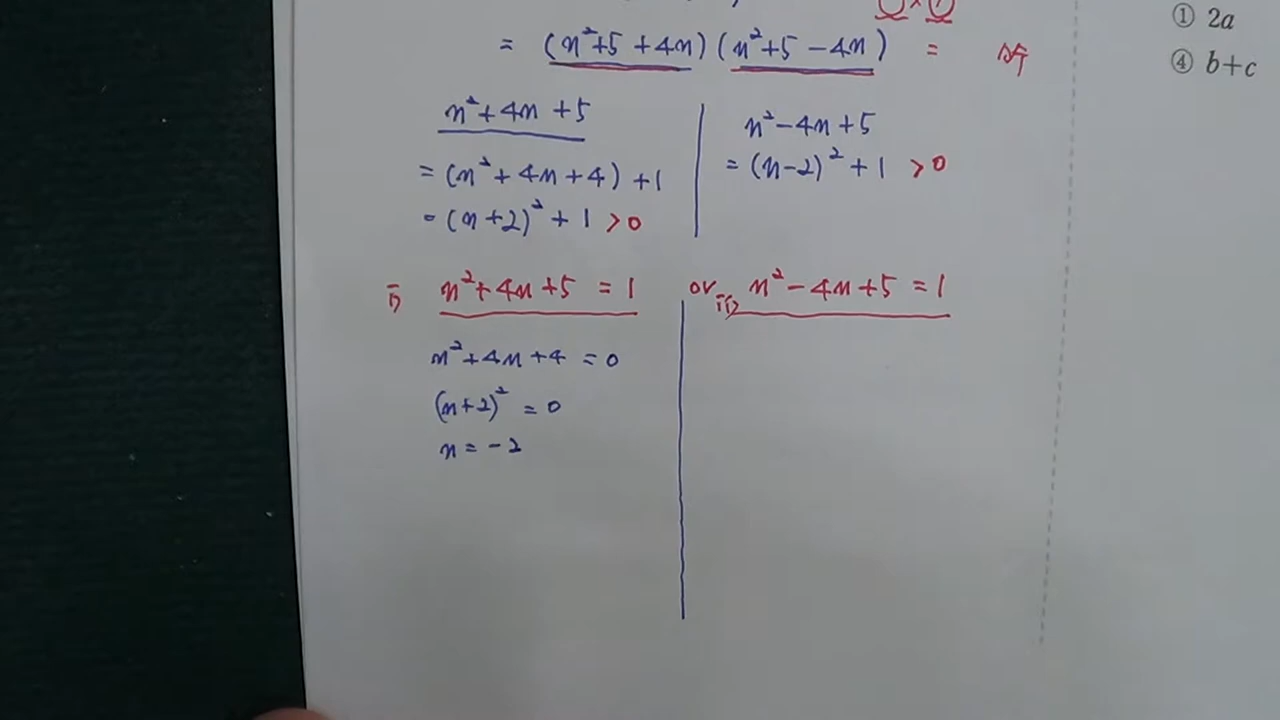 = (n²+5+4n)(n²+5-4n) = 소수
n²+4n+5
= (n²+4n+4)+1
= (n+2)²+1 >0
n²-4n+5
= (n-2)²+1 >0
i) n²+4n+5 = 1 or ii) n²-4n+5 = 1
n²+4n+4 = 0
(n+2)² = 0
n = -2
① 2a
④ b+c